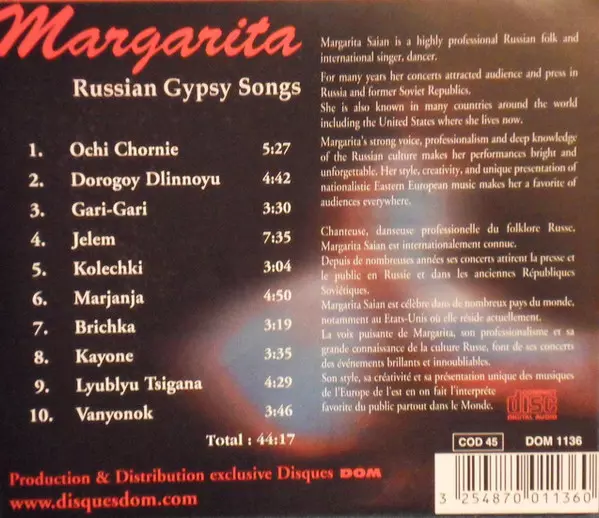 Margarita
Russian Gypsy Songs
1. Ochi Chornie 5:27
2. Dorogoy Dlinnoyu 4:42
3. Gari-Gari 3:30
4. Jelem 7:35
5. Kolechki 3:04
6. Marjanja 4:50
7. Brichka 3:19
8. Kayone 3:35
9. Lyublyu Tsigana 4:29
10. Vanyonok 3:46
Total : 44:17
Production & Distribution exclusive Disques DOM
www.disquesdom.com
Margarita Saian is a highly professional Russian folk and
international singer, dancer.
For many years her concerts attracted audience and press in
Russia and former Soviet Republics.
She is also known in many countries around the world
including the United States where she lives now.
Margarita's strong voice, professionalism and deep knowledge
of the Russian culture makes her performances bright and
unforgettable. Her style, creativity, and unique presentation of
nationalistic Eastern European music makes her a favorite of
audiences everywhere.
Chanteuse, danseuse professionelle du folklore Russe,
Margarita Saian est internationalement connue.
Depuis de nombreuses années ses concerts attirent la presse et
le public en Russie et dans les anciennes Républiques
Soviétiques.
Margarita Saian est célèbre dans de nombreux pays du monde,
notamment au Etats-Unis où elle réside actuellement.
La voix puisante de Margarita, son professionalisme et sa
grande connaissance de la culture Russe, font de ses concerts
des événements brillants et innoubliables.
Son style, sa créativité et sa présentation unique des musiques
de l'Europe de l'est en on fait l'interpréte
favorite du public partout dans le Monde.
disc
DIGITAL AUDIO
COD 45
DOM 1136
3 254870 011360